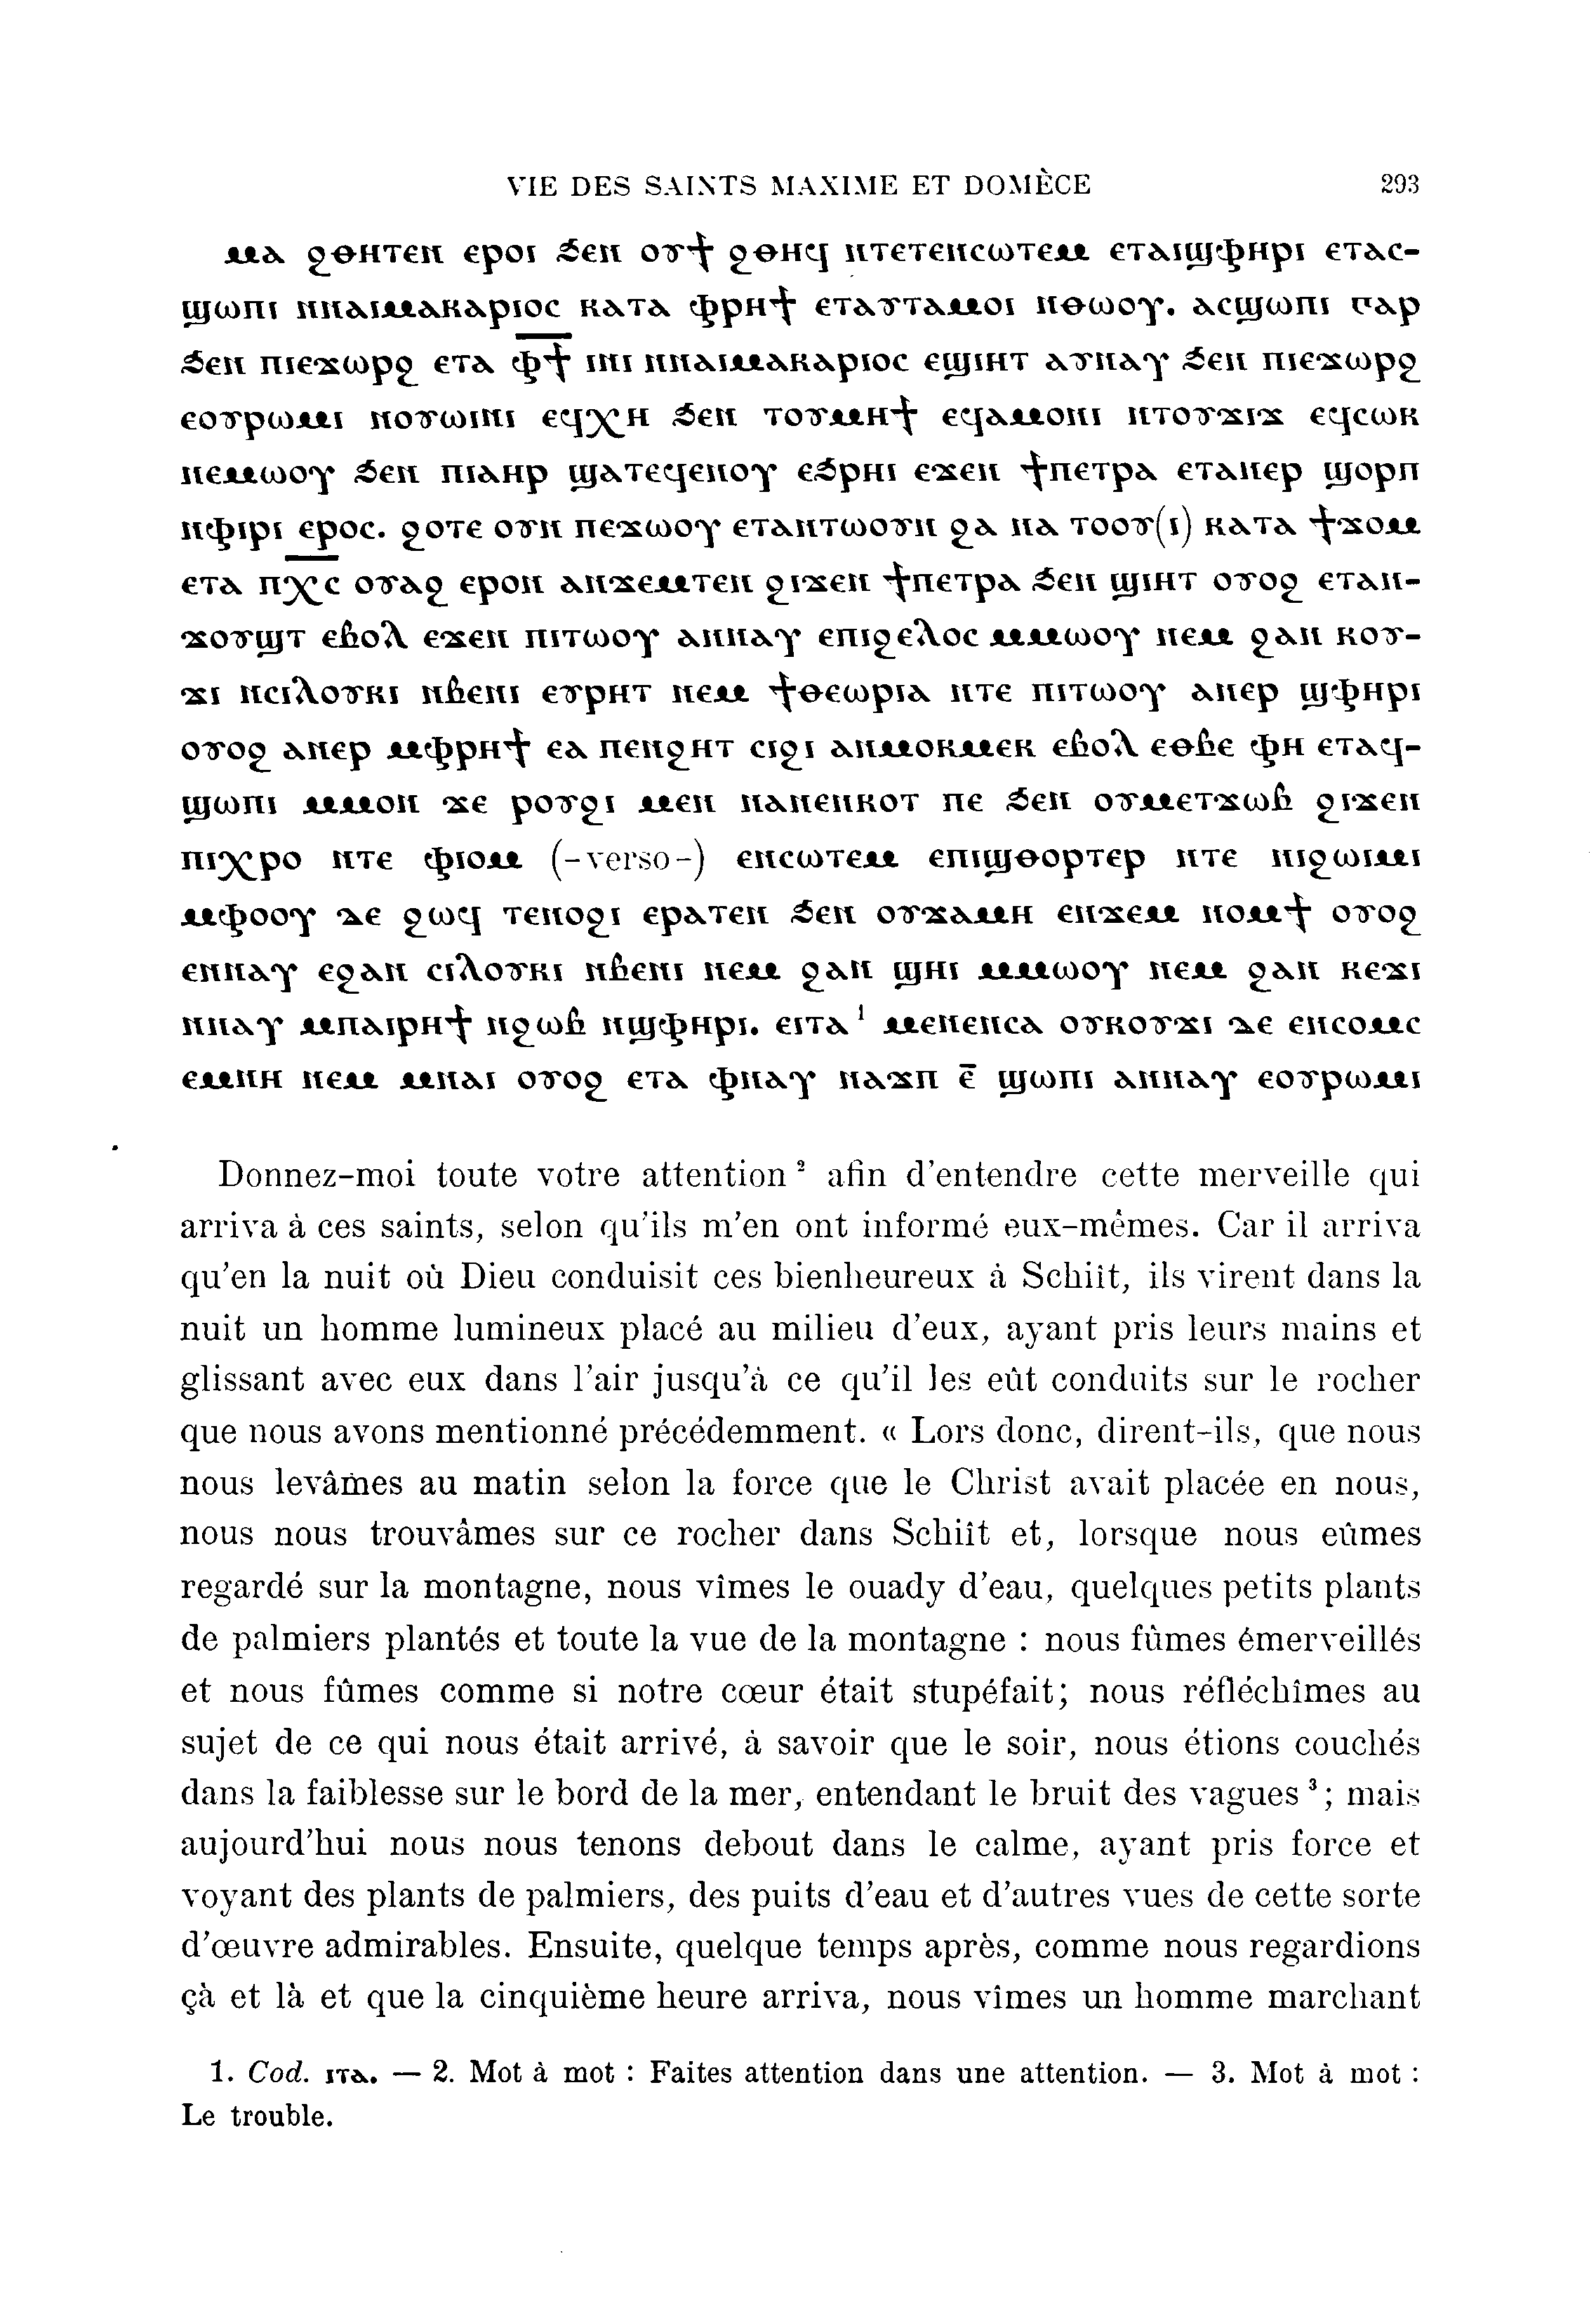 VIE DES SAINTS MAXIME ET DOMÈCE 293
ⲙⲁ ϩⲑⲏⲧⲉⲛ ⲉⲣⲟⲓ ϧⲉⲛ ⲟⲩϯ ϩⲑⲏϥ ⲛⲧⲉⲧⲉⲛⲥⲱⲧⲉⲙ ⲉⲧⲁⲓϣⲫⲏⲣⲓ ⲉⲧⲁⲥ-
ϣⲱⲡⲓ ⲛⲛⲁⲓⲙⲁⲕⲁⲣⲓⲟⲥ ⲕⲁⲧⲁ ⲫⲣⲏϯ ⲉⲧⲁⲩⲧⲁⲙⲟⲓ ⲛⲑⲱⲟⲩ. ⲁⲥϣⲱⲡⲓ ⲅⲁⲣ
ϧⲉⲛ ⲡⲓⲉϫⲱⲣϩ ⲉⲧⲁ ⲫ̅ϯ̅ ⲓⲛⲓ ⲛⲛⲁⲓⲙⲁⲕⲁⲣⲓⲟⲥ ⲉϣⲓⲏⲧ ⲁⲩⲛⲁⲩ ϧⲉⲛ ⲡⲓⲉϫⲱⲣϩ
ⲉⲟⲩⲣⲱⲙⲓ ⲛⲟⲩⲱⲓⲛⲓ ⲉϥⲭⲏ ϧⲉⲛ ⲧⲟⲩⲙⲏϯ ⲉϥⲁⲙⲟⲛⲓ ⲛⲧⲟⲩϫⲓϫ ⲉϥⲥⲱⲕ
ⲛⲉⲙⲱⲟⲩ ϧⲉⲛ ⲡⲓⲁⲏⲣ ϣⲁⲧⲉϥⲉⲛⲟⲩ ⲉϧⲣⲏⲓ ⲉϫⲉⲛ ϯⲡⲉⲧⲣⲁ ⲉⲧⲁⲛⲉⲣ ϣⲟⲣⲡ
ⲛⲫⲓⲣⲓ ⲉⲣⲟⲥ. ϩⲟⲧⲉ ⲟⲩⲛ ⲡⲉϫⲱⲟⲩ ⲉⲧⲁⲛⲧⲱⲟⲩⲛ ϩⲁ ⲛⲁ ⲧⲟⲟⲩ(ⲓ) ⲕⲁⲧⲁ ϯϫⲟⲙ
ⲉⲧⲁ ⲡ̅ⲭ̅ⲥ ⲟⲩⲁϩ ⲉⲣⲟⲛ ⲁⲛϫⲉⲙⲧⲉⲛ ϩⲓϫⲉⲛ ϯⲡⲉⲧⲣⲁ ϧⲉⲛ ϣⲓⲏⲧ ⲟⲩⲟϩ ⲉⲧⲁⲛ-
ϫⲟⲩϣⲧ ⲉⲃⲟⲗ ⲉϫⲉⲛ ⲡⲓⲧⲱⲟⲩ ⲁⲛⲛⲁⲩ ⲉⲡⲓϩⲉⲗⲟⲥ ⲙⲙⲱⲟⲩ ⲛⲉⲙ ϩⲁⲛ ⲕⲟⲩ-
ϫⲓ ⲛⲥⲓⲗⲟⲩⲕⲓ ⲛⲃⲉⲛⲓ ⲉⲩⲣⲏⲧ ⲛⲉⲙ ϯⲑⲉⲱⲣⲓⲁ ⲛⲧⲉ ⲡⲓⲧⲱⲟⲩ ⲁⲛⲉⲣ ϣⲫⲏⲣⲓ
ⲟⲩⲟϩ ⲁⲛⲉⲣ ⲙⲫⲣⲏϯ ⲉⲁ ⲡⲉⲛϩⲏⲧ ⲥⲓϩⲓ ⲁⲛⲙⲟⲕⲙⲉⲕ ⲉⲃⲟⲗ ⲉⲑⲃⲉ ⲫⲏ ⲉⲧⲁϥ-
ϣⲱⲡⲓ ⲙⲙⲟⲛ ϫⲉ ⲣⲟⲩϩⲓ ⲙⲉⲛ ⲛⲁⲛⲉⲛⲕⲟⲧ ⲡⲉ ϧⲉⲛ ⲟⲩⲙⲉⲧϫⲱⲃ ϩⲓϫⲉⲛ
ⲡⲓⲭⲣⲟ ⲛⲧⲉ ⲫⲓⲟⲙ (-verso-) ⲉⲛⲥⲱⲧⲉⲙ ⲉⲡⲓϣⲑⲟⲣⲧⲉⲣ ⲛⲧⲉ ⲛⲓϩⲱⲓⲙⲓ
ⲙⲫⲟⲟⲩ ⲇⲉ ϩⲱϥ ⲧⲉⲛⲟϩⲓ ⲉⲣⲁⲧⲉⲛ ϧⲉⲛ ⲟⲩϫⲁⲙⲏ ⲉⲛϫⲉⲙ ⲛⲟⲙϯ ⲟⲩⲟϩ
ⲉⲛⲛⲁⲩ ⲉϩⲁⲛ ⲥⲓⲗⲟⲩⲕⲓ ⲛⲃⲉⲛⲓ ⲛⲉⲙ ϩⲁⲛ ϣⲏⲓ ⲙⲙⲱⲟⲩ ⲛⲉⲙ ϩⲁⲛ ⲕⲉϫⲓ
ⲛⲛⲁⲩ ⲙⲡⲁⲓⲣⲏϯ ⲛϩⲱⲃ ⲛϣⲫⲏⲣⲓ. ⲉⲓⲧⲁ ¹ ⲙⲉⲛⲉⲛⲥⲁ ⲟⲩⲕⲟⲩϫⲓ ⲇⲉ ⲉⲛⲥⲟⲙⲥ
ⲉⲙⲛⲏ ⲛⲉⲙ ⲙⲛⲁⲓ ⲟⲩⲟϩ ⲉⲧⲁ ⲫⲛⲁⲩ ⲛⲁϫⲡ ⲉ̅ ϣⲱⲡⲓ ⲁⲛⲛⲁⲩ ⲉⲟⲩⲣⲱⲙⲓ
Donnez-moi toute votre attention ² afin d'entendre cette merveille qui
arriva à ces saints, selon qu'ils m'en ont informé eux-mêmes. Car il arriva
qu'en la nuit où Dieu conduisit ces bienheureux à Schiît, ils virent dans la
nuit un homme lumineux placé au milieu d'eux, ayant pris leurs mains et
glissant avec eux dans l'air jusqu'à ce qu'il les eût conduits sur le rocher
que nous avons mentionné précédemment. « Lors donc, dirent-ils, que nous
nous levâmes au matin selon la force que le Christ avait placée en nous,
nous nous trouvâmes sur ce rocher dans Schiît et, lorsque nous eûmes
regardé sur la montagne, nous vîmes le ouady d'eau, quelques petits plants
de palmiers plantés et toute la vue de la montagne : nous fûmes émerveillés
et nous fûmes comme si notre cœur était stupéfait; nous réfléchîmes au
sujet de ce qui nous était arrivé, à savoir que le soir, nous étions couchés
dans la faiblesse sur le bord de la mer, entendant le bruit des vagues ³; mais
aujourd'hui nous nous tenons debout dans le calme, ayant pris force et
voyant des plants de palmiers, des puits d'eau et d'autres vues de cette sorte
d'œuvre admirables. Ensuite, quelque temps après, comme nous regardions
çà et là et que la cinquième heure arriva, nous vîmes un homme marchant
1. Cod. ⲓⲧⲁ. — 2. Mot à mot : Faites attention dans une attention. — 3. Mot à mot :
Le trouble.